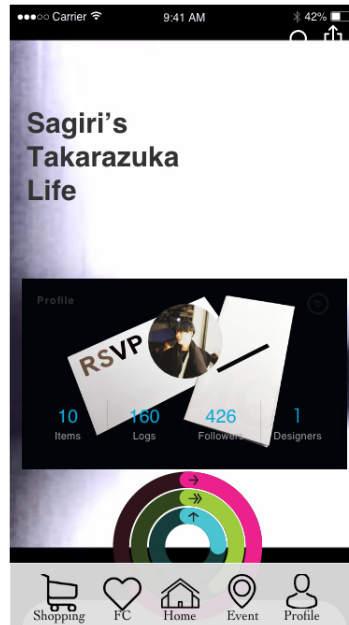 Carrier 9:41 AM 42%
Sagiri's
Takarazuka
Life
Profile
RSVP
10 160 426 1
Items Logs Followers Designers
Shopping FC Home Event Profile